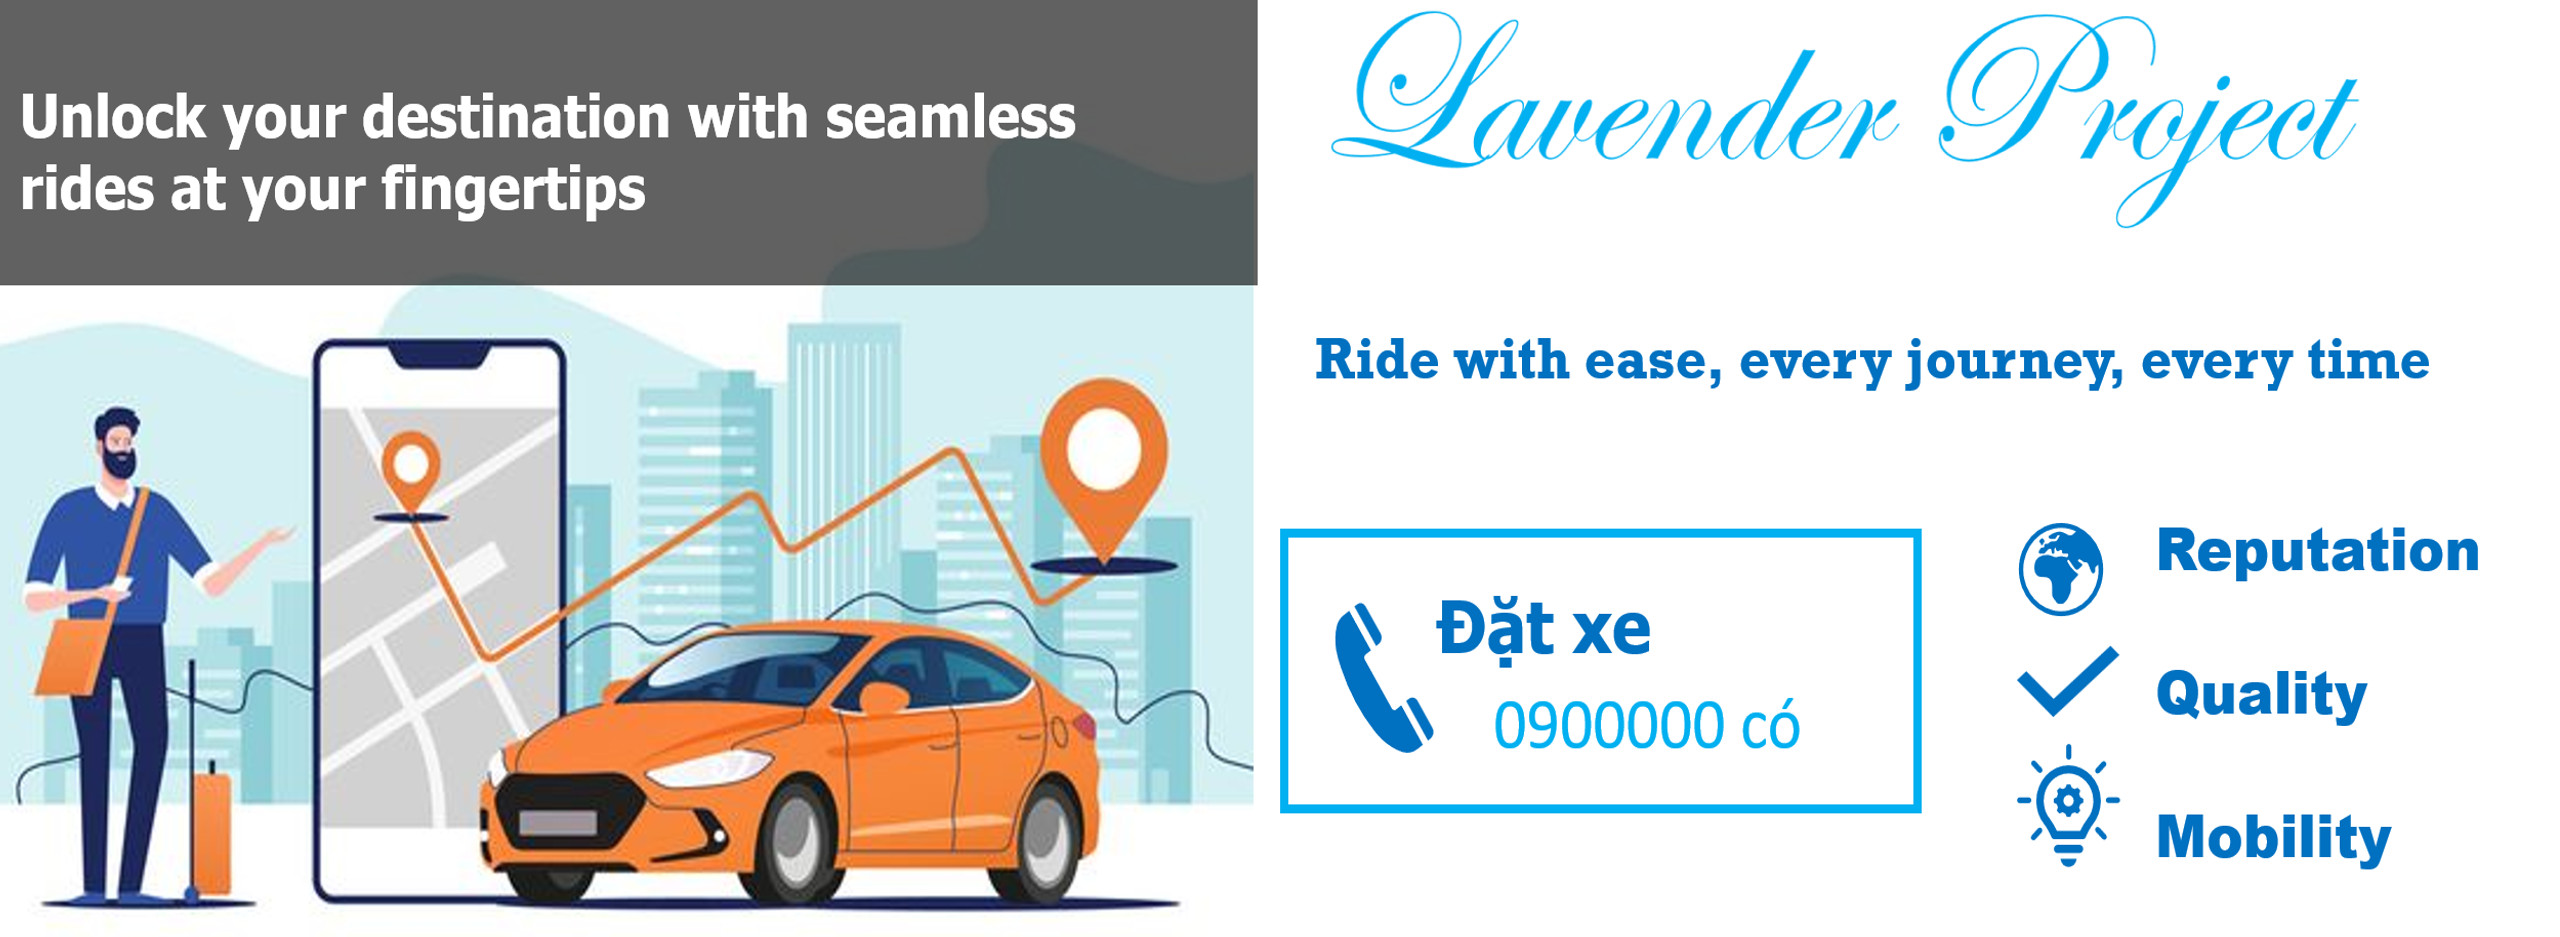 Unlock your destination with seamless
rides at your fingertips
Lavender Project
Ride with ease, every journey, every time
Đặt xe
0900000 có
Reputation
Quality
Mobility